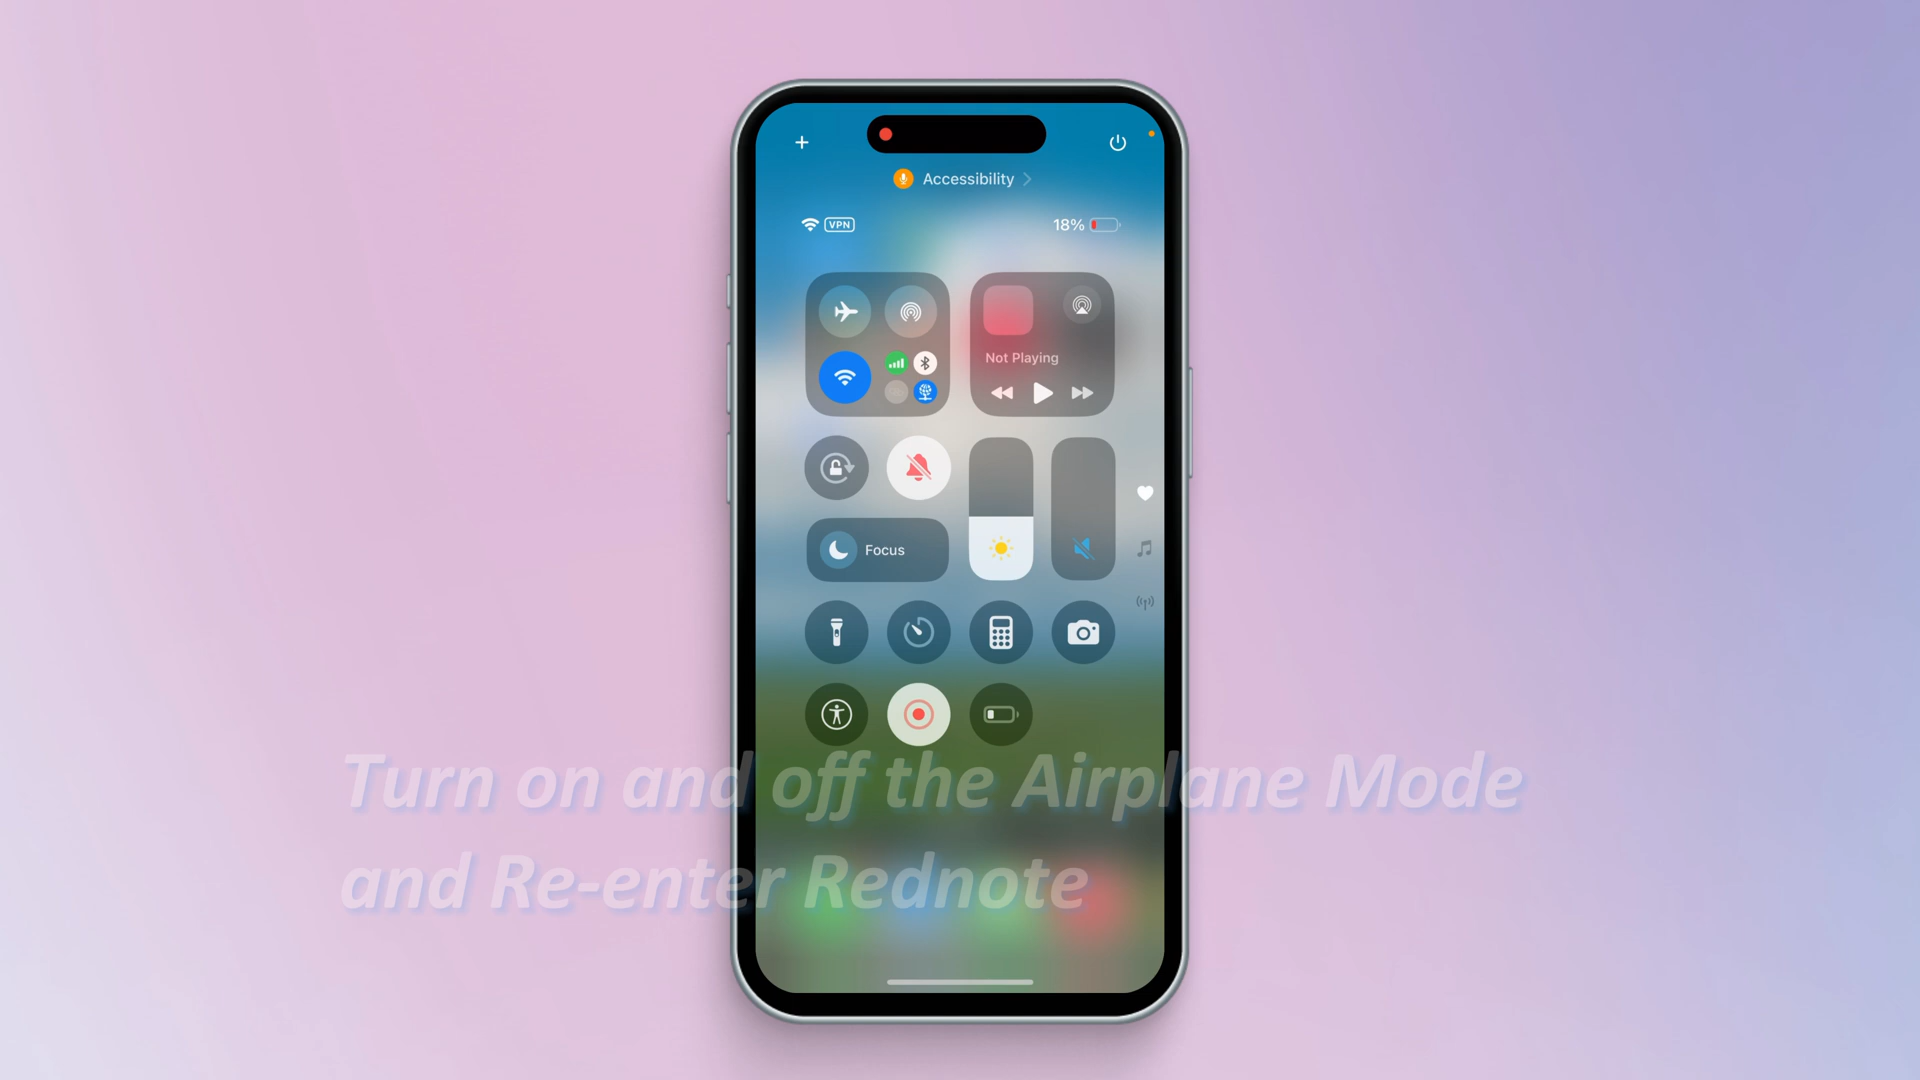 Accessibility
VPN
18%
Not Playing
Focus
Turn on and off the Airplane Mode
and Re-enter Rednote